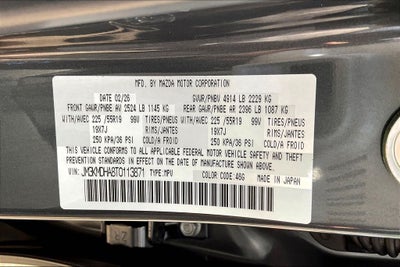 MFD. BY MAZDA MOTOR CORPORATION
DATE 02/26 GVWR/PNBV 4914 LB 2229 KG
FRONT GAWR/PNBE AV 2524 LB 1145 KG REAR GAWR/PNBE AR 2396 LB 1087 KG
WITH/AVEC 225/55R19 99V TIRES/PNEUS WITH/AVEC 225/55R19 99V TIRES/PNEUS
19X7J RIMS/JANTES 19X7J RIMS/JANTES
250 KPA/36 PSI COLD/A FROID 250 KPA/36 PSI COLD/A FROID
THIS VEHICLE CONFORMS TO ALL APPLICABLE FEDERAL MOTOR VEHICLE SAFETY
AND THEFT PREVENTION STANDARDS IN EFFECT ON THE DATE OF MANUFACTURE SHOWN ABOVE.
VIN: TYPE:MPV COLOR CODE:46G MADE IN JAPAN